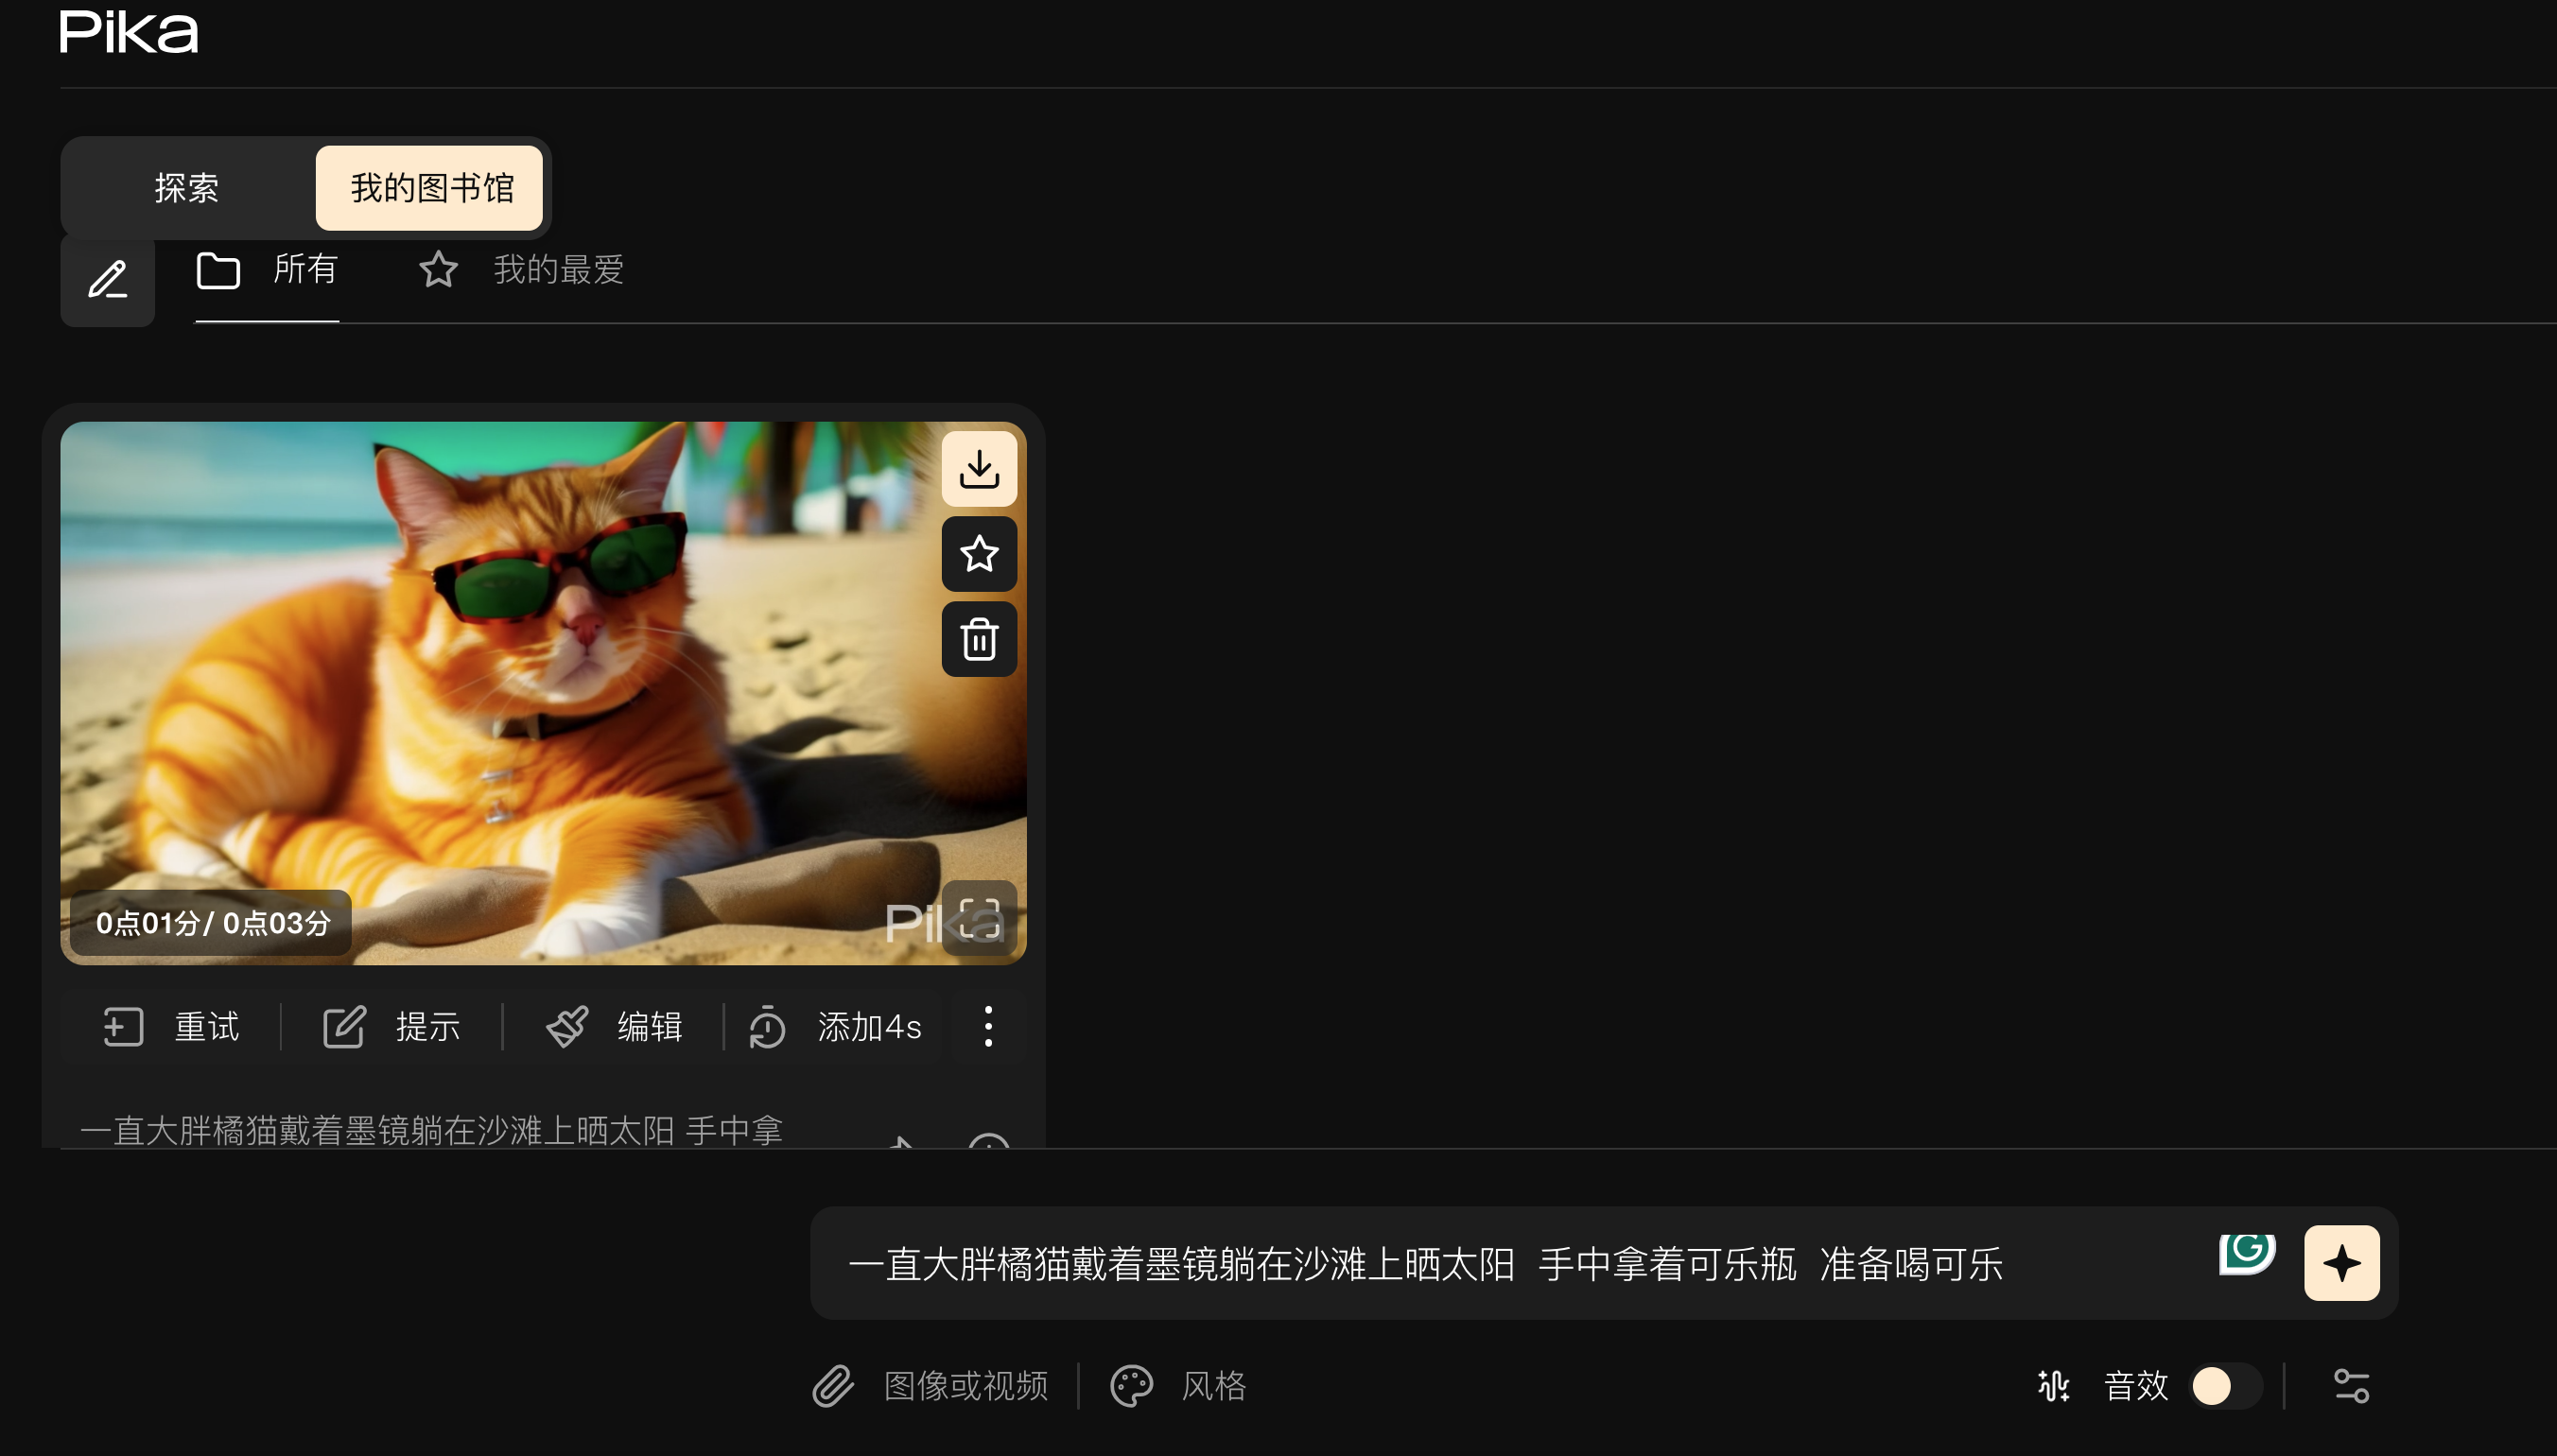 Pika
探索
我的图书馆
所有
我的最爱
0点01分/ 0点03分
Pika
重试
提示
编辑
添加4s
一直大胖橘猫戴着墨镜躺在沙滩上晒太阳 手中拿
一直大胖橘猫戴着墨镜躺在沙滩上晒太阳 手中拿着可乐瓶 准备喝可乐
图像或视频
风格
音效